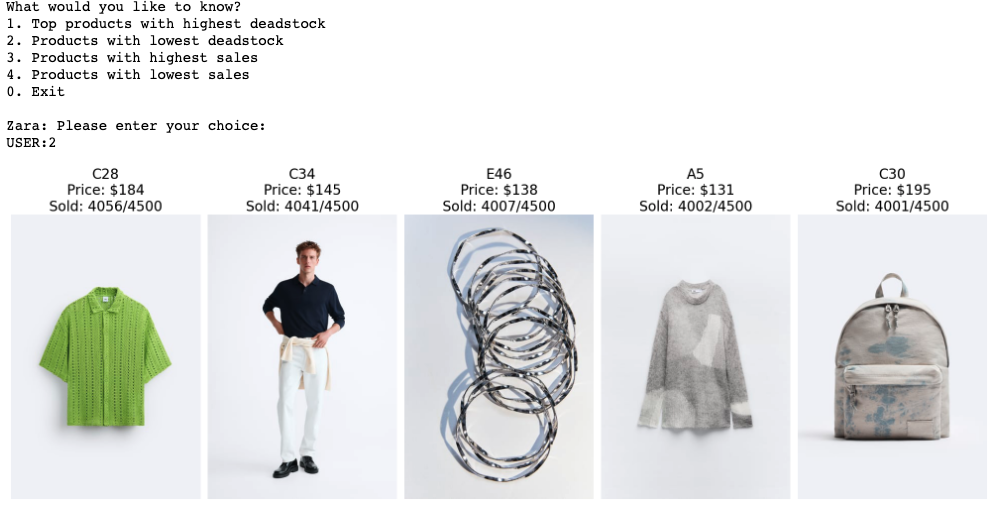 What would you like to know?
1. Top products with highest deadstock
2. Products with lowest deadstock
3. Products with highest sales
4. Products with lowest sales
0. Exit
Zara: Please enter your choice:
USER:2
C28
Price: $184
Sold: 4056/4500
C34
Price: $145
Sold: 4041/4500
E46
Price: $138
Sold: 4007/4500
A5
Price: $131
Sold: 4002/4500
C30
Price: $195
Sold: 4001/4500